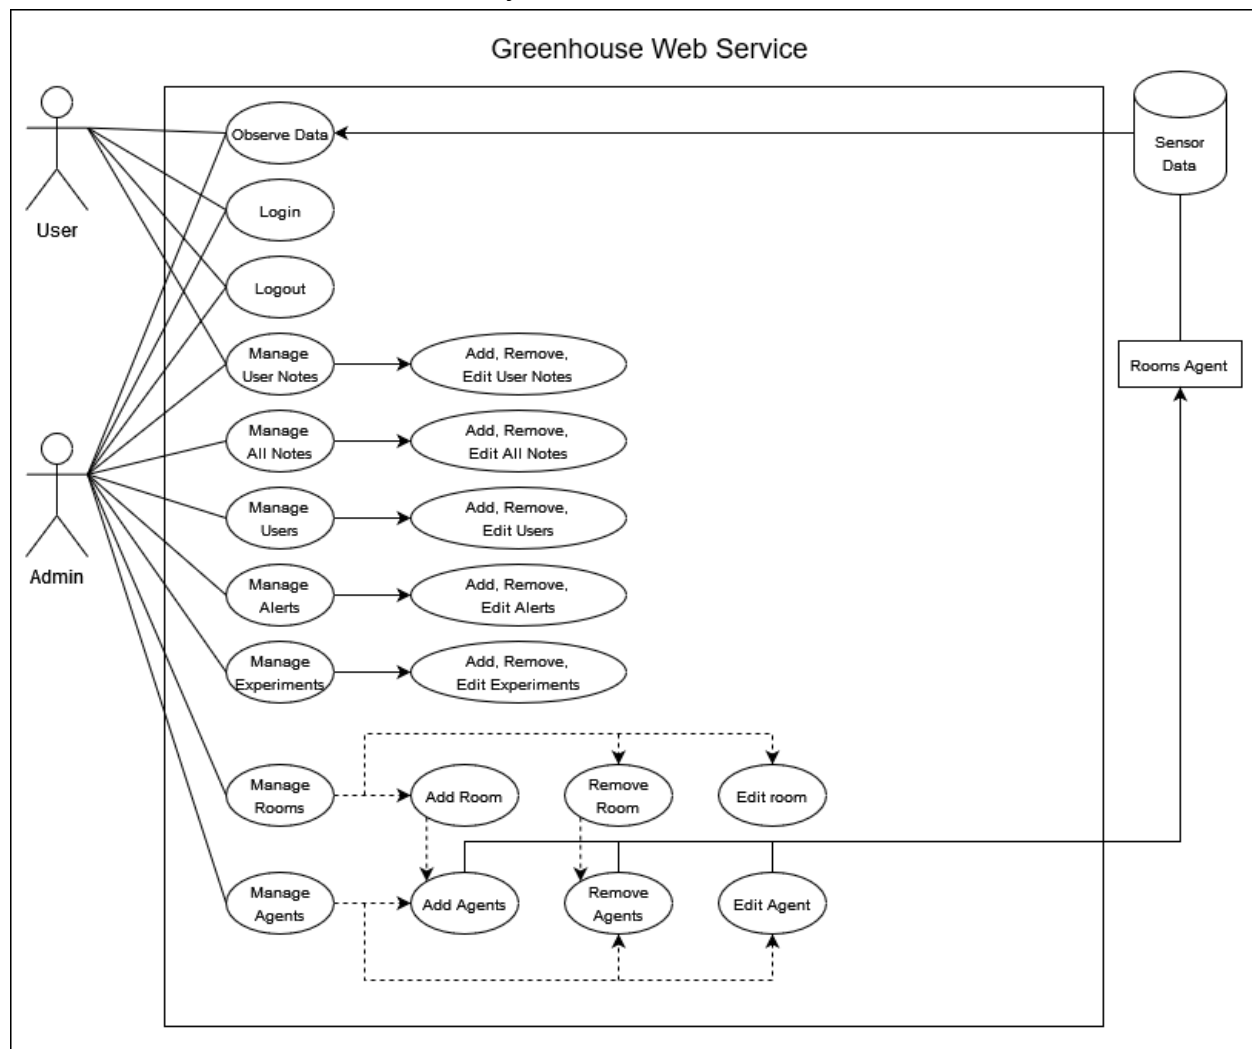 Greenhouse Web Service
User
Admin
Observe Data
Login
Logout
Manage
User Notes
Add, Remove,
Edit User Notes
Manage
All Notes
Add, Remove,
Edit All Notes
Manage
Users
Add, Remove,
Edit Users
Manage
Alerts
Add, Remove,
Edit Alerts
Manage
Experiments
Add, Remove,
Edit Experiments
Manage
Rooms
Add Room
Remove
Room
Edit room
Manage
Agents
Add Agents
Remove
Agents
Edit Agent
Sensor
Data
Rooms Agent